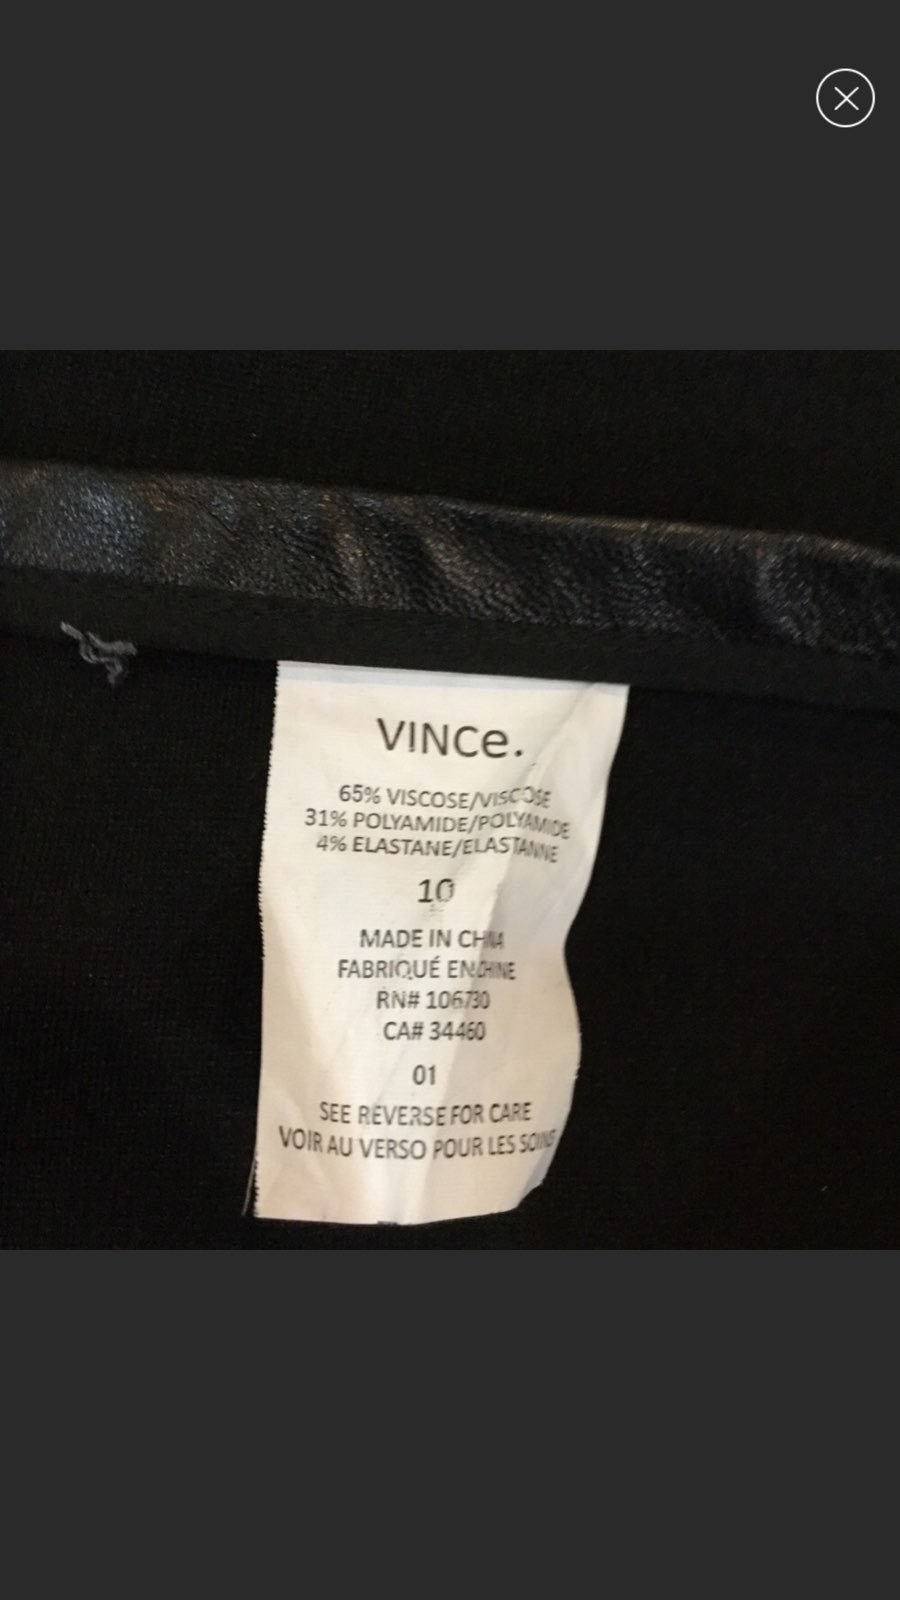 VINCe.
65% VISCOSE/VISCOSE
31% POLYAMIDE/POLYAMIDE
4% ELASTANE/ELASTANNE
10
MADE IN CHINA
FABRIQUÉ EN CHINE
RN# 106730
CA# 34460
01
SEE REVERSE FOR CARE
VOIR AU VERSO POUR LES SOINS